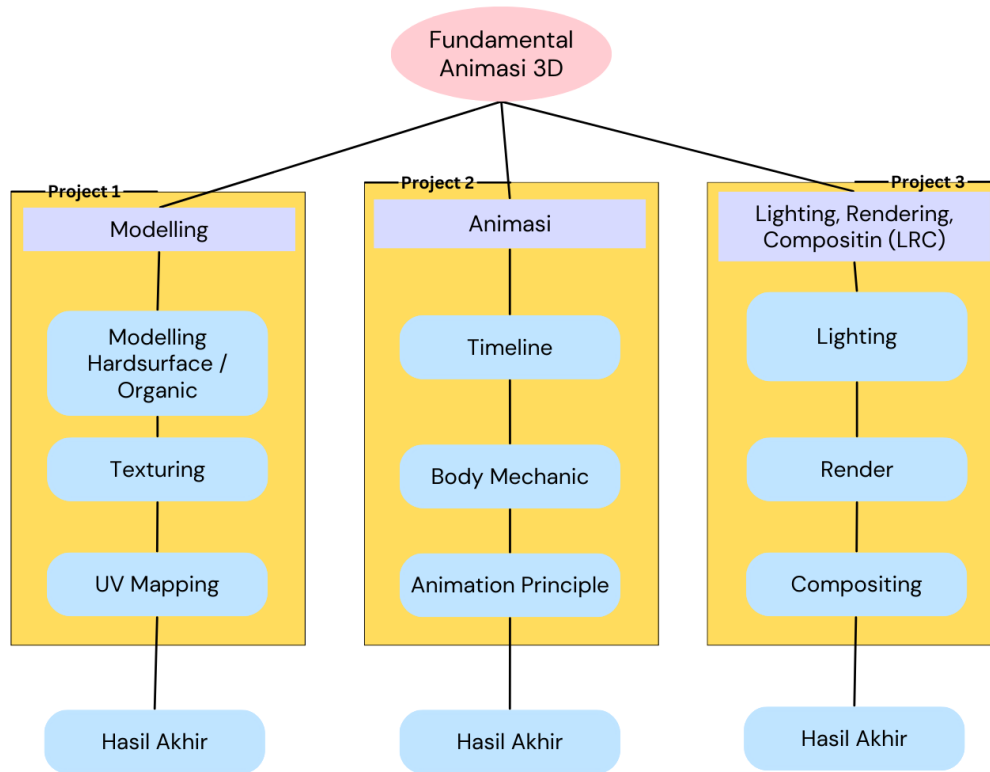 Fundamental
Animasi 3D
Project 1
Modelling
Modelling
Hardsurface /
Organic
Texturing
UV Mapping
Hasil Akhir
Project 2
Animasi
Timeline
Body Mechanic
Animation Principle
Hasil Akhir
Project 3
Lighting, Rendering,
Compositin (LRC)
Lighting
Render
Compositing
Hasil Akhir